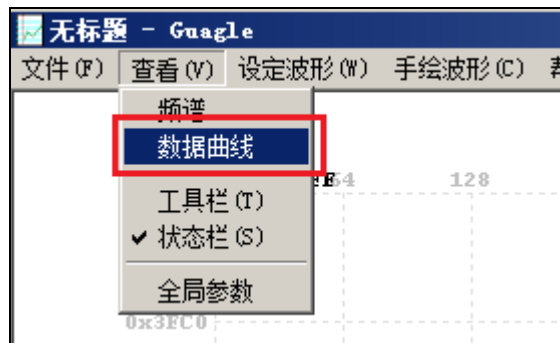 无标题 - Guagle
文件(F) 查看(V) 设定波形(W) 手绘波形(C)
频谱
数据曲线
64 128
工具栏(T)
状态栏(S)
全局参数
0x3FC0